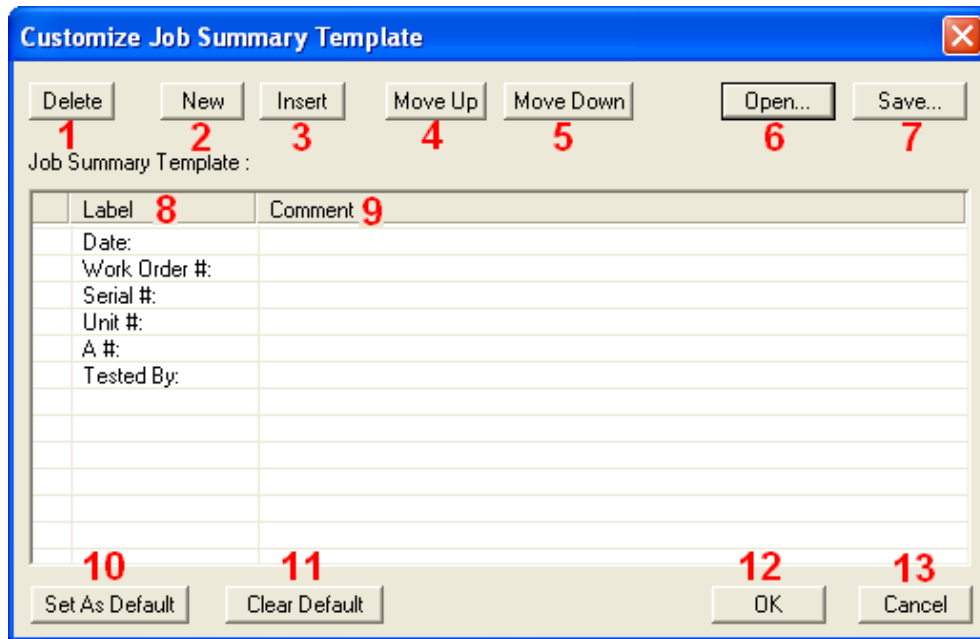 Customize Job Summary Template
Delete New Insert Move Up Move Down Open... Save...
1 2 3 4 5 6 7
Job Summary Template :
Label 8 Comment 9
Date:
Work Order #:
Serial #:
Unit #:
A #:
Tested By:
10 11 12 13
Set As Default Clear Default OK Cancel